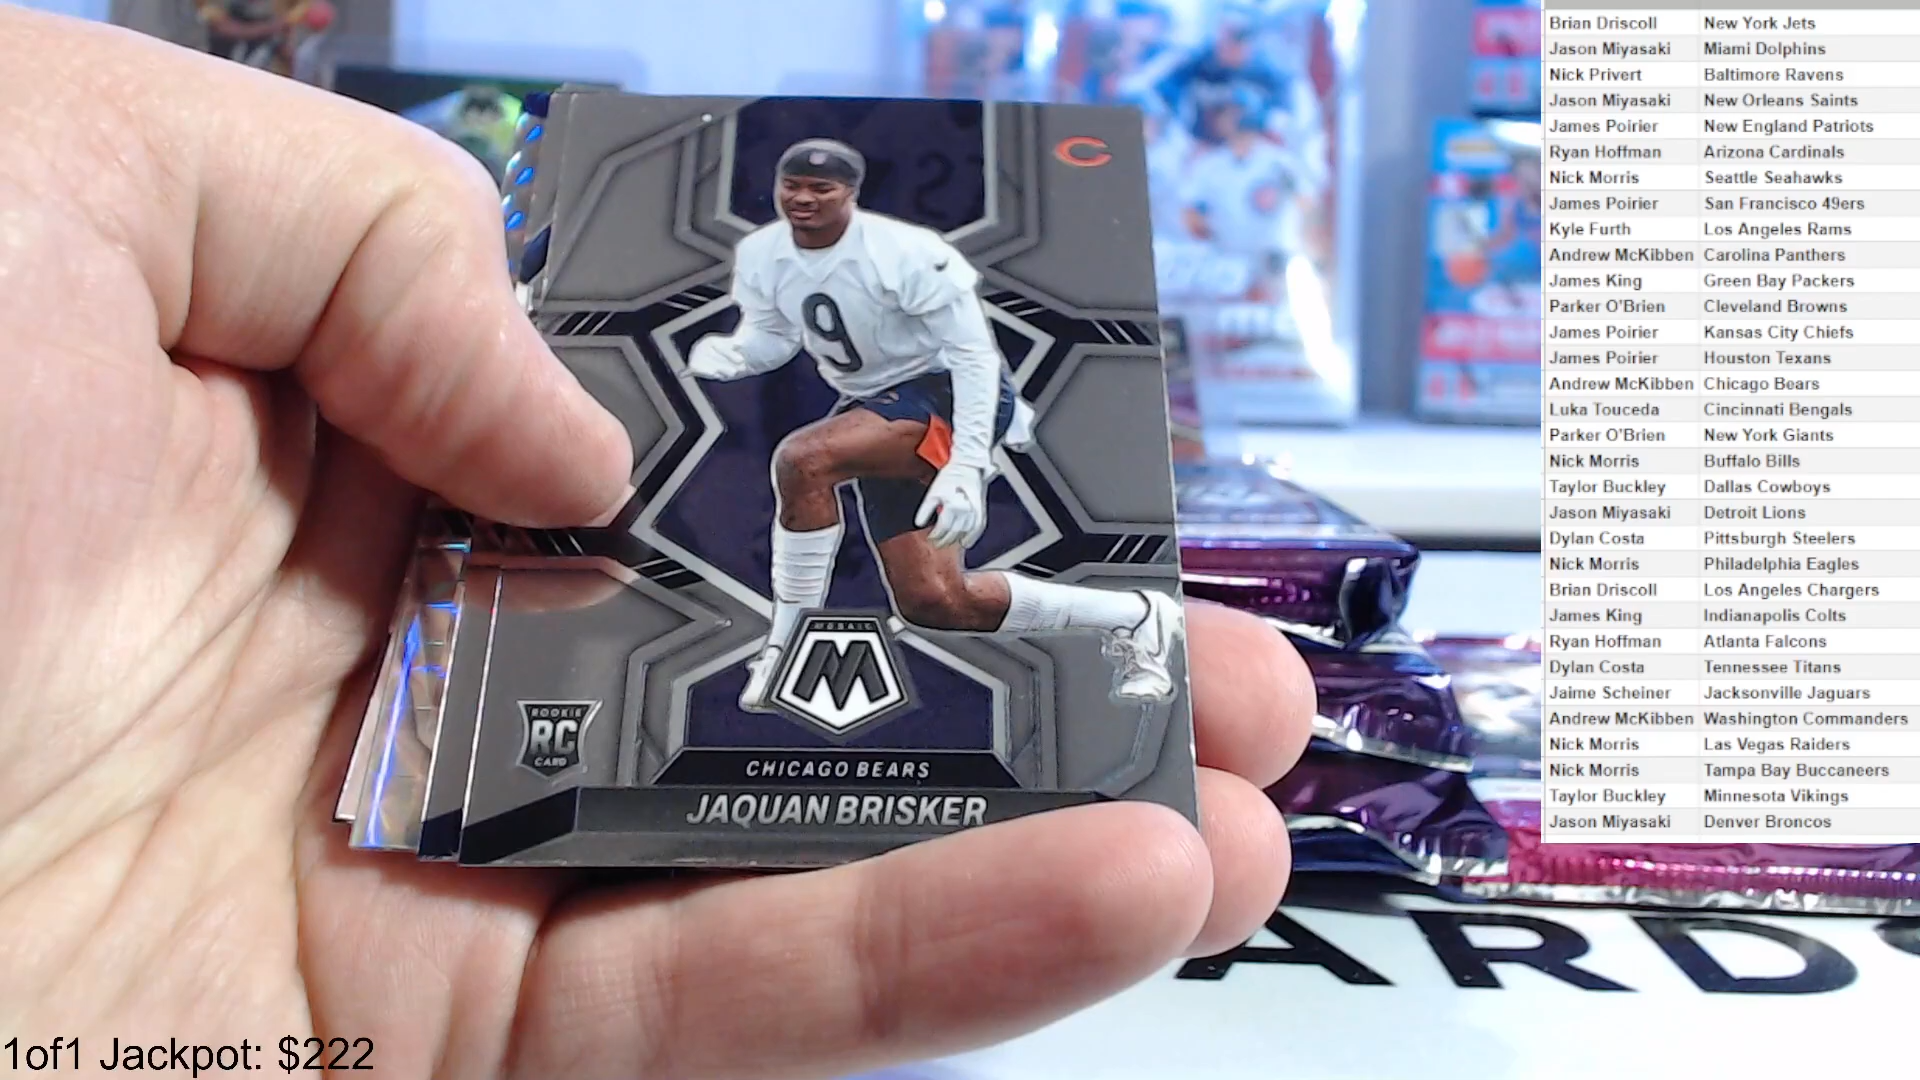 C
9
MOSAIC
M
ROOKIE
RC
CARD
CHICAGO BEARS
JAQUAN BRISKER
ARDS
1of1 Jackpot: $222
Brian Driscoll New York Jets
Jason Miyasaki Miami Dolphins
Nick Privert Baltimore Ravens
Jason Miyasaki New Orleans Saints
James Poirier New England Patriots
Ryan Hoffman Arizona Cardinals
Nick Morris Seattle Seahawks
James Poirier San Francisco 49ers
Kyle Furth Los Angeles Rams
Andrew McKibben Carolina Panthers
James King Green Bay Packers
Parker O'Brien Cleveland Browns
James Poirier Kansas City Chiefs
James Poirier Houston Texans
Andrew McKibben Chicago Bears
Luka Touceda Cincinnati Bengals
Parker O'Brien New York Giants
Nick Morris Buffalo Bills
Taylor Buckley Dallas Cowboys
Jason Miyasaki Detroit Lions
Dylan Costa Pittsburgh Steelers
Nick Morris Philadelphia Eagles
Brian Driscoll Los Angeles Chargers
James King Indianapolis Colts
Ryan Hoffman Atlanta Falcons
Dylan Costa Tennessee Titans
Jaime Scheiner Jacksonville Jaguars
Andrew McKibben Washington Commanders
Nick Morris Las Vegas Raiders
Nick Morris Tampa Bay Buccaneers
Taylor Buckley Minnesota Vikings
Jason Miyasaki Denver Broncos